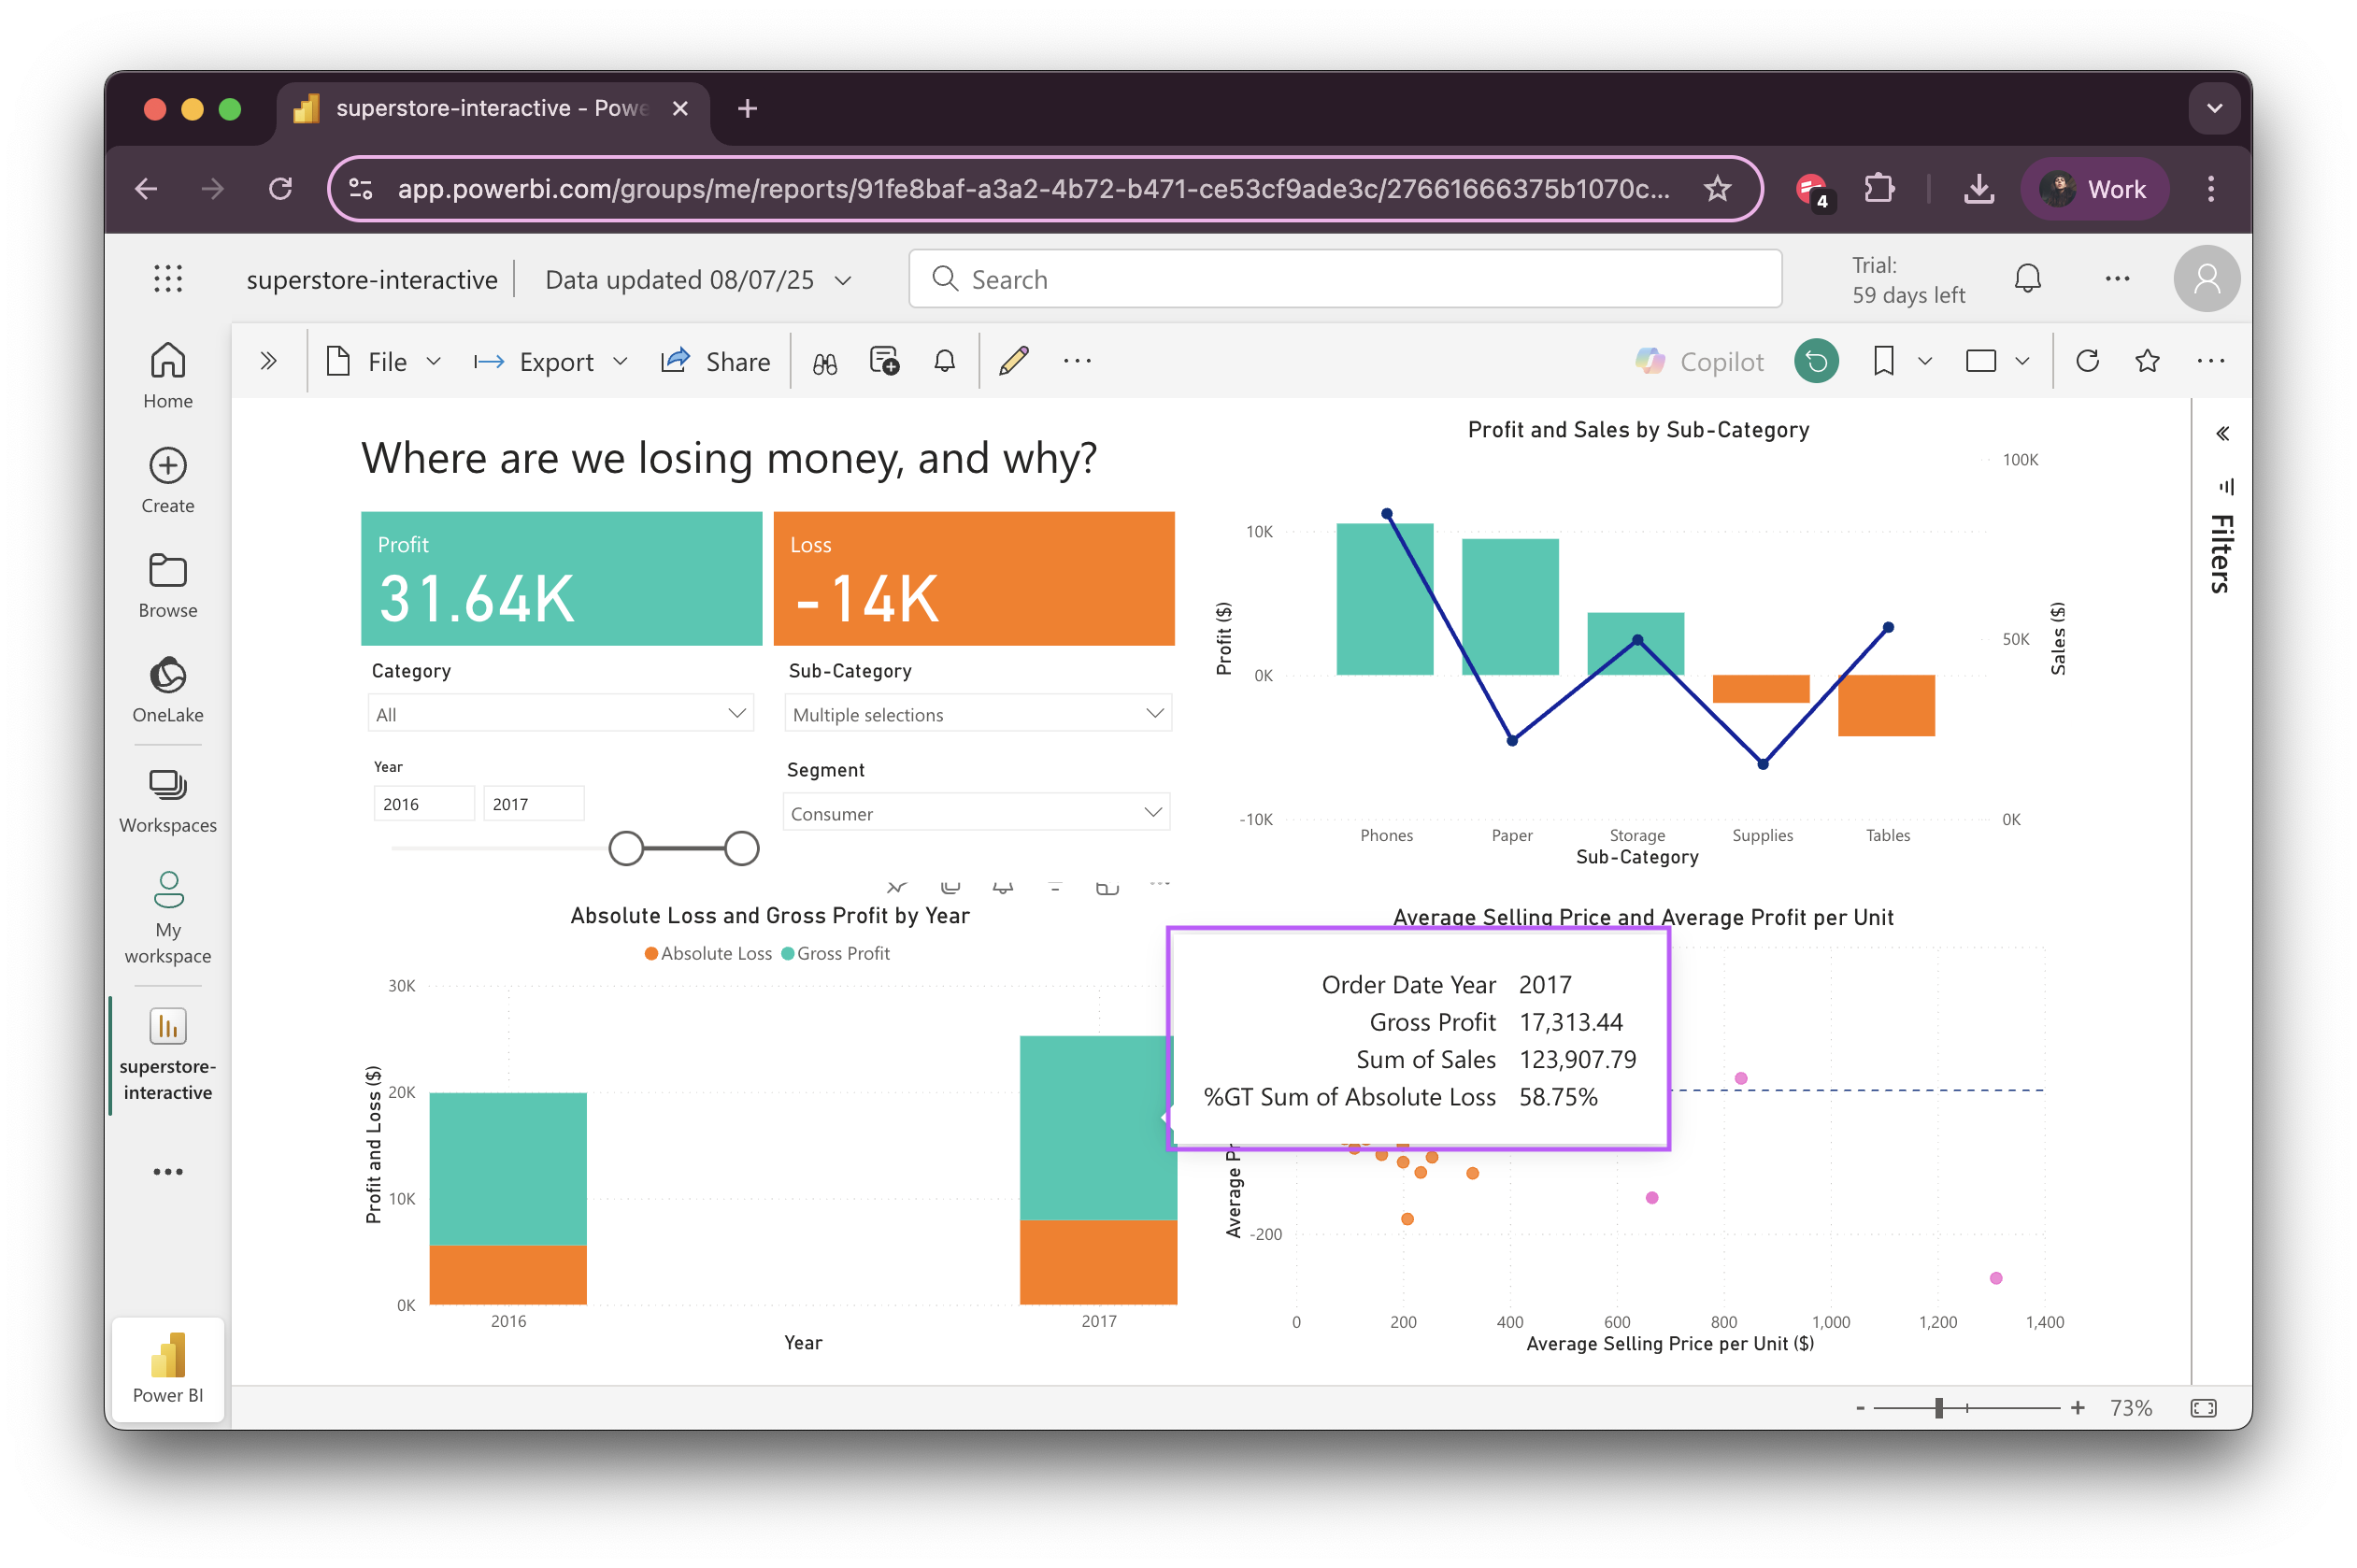 superstore-interactive - Powe
app.powerbi.com/groups/me/reports/91fe8baf-a3a2-4b72-b471-ce53cf9ade3c/27661666375b1070c...
4
Work
superstore-interactive
Data updated 08/07/25
Search
Trial:
59 days left
Home
Create
Browse
OneLake
Workspaces
My
workspace
superstore-
interactive
Power BI
File
Export
Share
Copilot
Where are we losing money, and why?
Profit
31.64K
Loss
-14K
Category
All
Sub-Category
Multiple selections
Year
2016
2017
Segment
Consumer
Profit and Sales by Sub-Category
Profit ($)
10K
0K
-10K
100K
50K
0K
Sales ($)
Phones
Paper
Storage
Supplies
Tables
Sub-Category
Filters
Absolute Loss and Gross Profit by Year
Absolute Loss
Gross Profit
Profit and Loss ($)
30K
20K
10K
0K
2016
2017
Year
Average Selling Price and Average Profit per Unit
Order Date Year 2017
Gross Profit 17,313.44
Sum of Sales 123,907.79
%GT Sum of Absolute Loss 58.75%
Average
-200
0
200
400
600
800
1,000
1,200
1,400
Average Selling Price per Unit ($)
73%